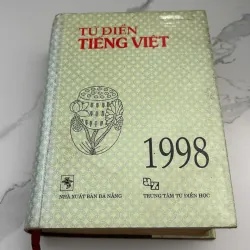 TỪ ĐIỂN
TIẾNG VIỆT
1998
NHÀ XUẤT BẢN ĐÀ NẴNG
TRUNG TÂM TỪ ĐIỂN HỌC